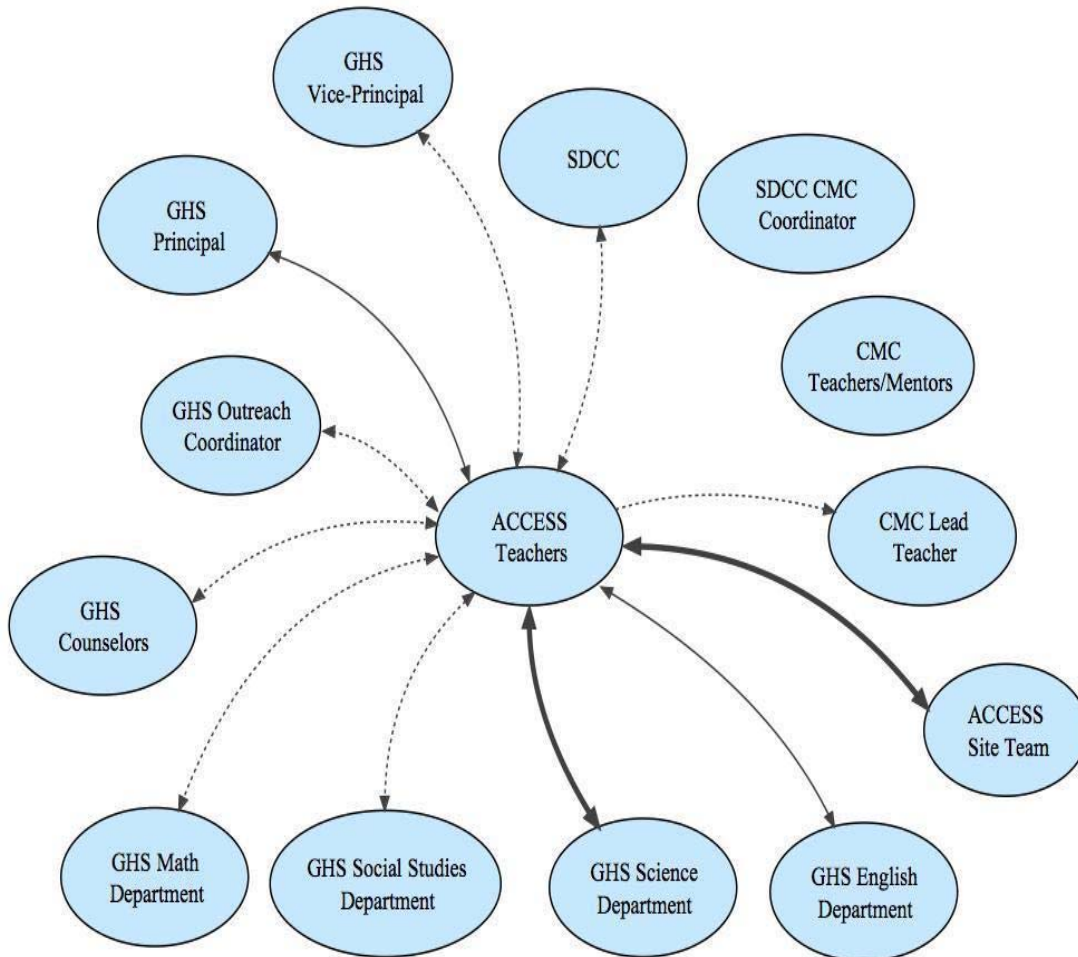 GHS
Vice-Principal
SDCC
SDCC CMC
Coordinator
GHS
Principal
CMC
Teachers/Mentors
GHS Outreach
Coordinator
ACCESS
Teachers
CMC Lead
Teacher
GHS
Counselors
ACCESS
Site Team
GHS Math
Department
GHS Social Studies
Department
GHS Science
Department
GHS English
Department